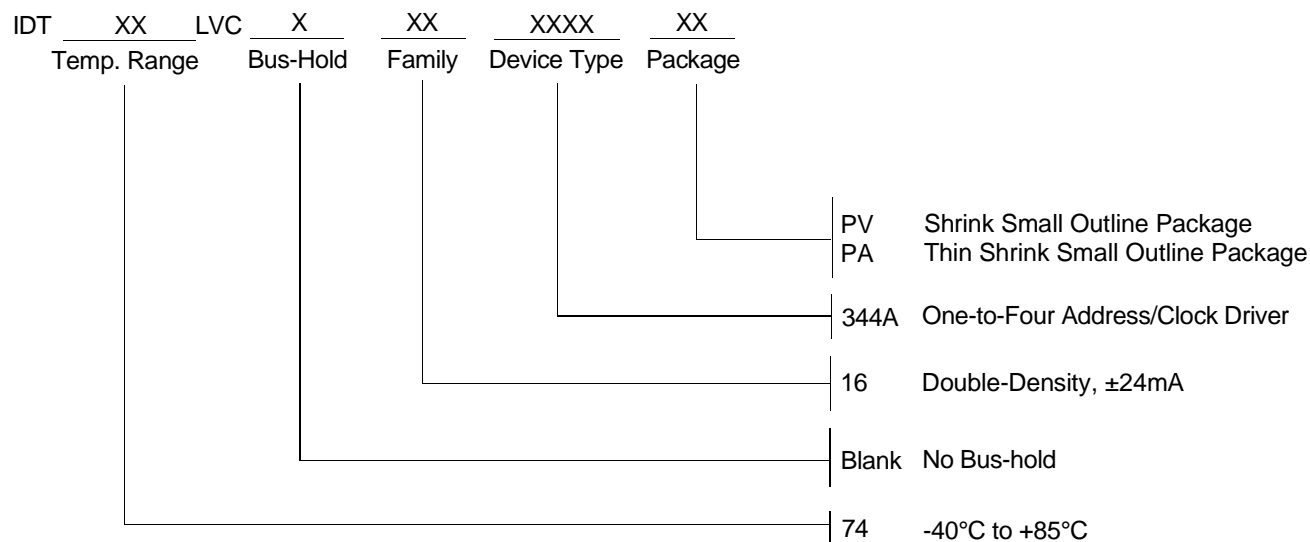 IDT XX LVC X XX XXXX XX
Temp. Range Bus-Hold Family Device Type Package
PV Shrink Small Outline Package
PA Thin Shrink Small Outline Package
344A One-to-Four Address/Clock Driver
16 Double-Density, ±24mA
Blank No Bus-hold
74 -40°C to +85°C